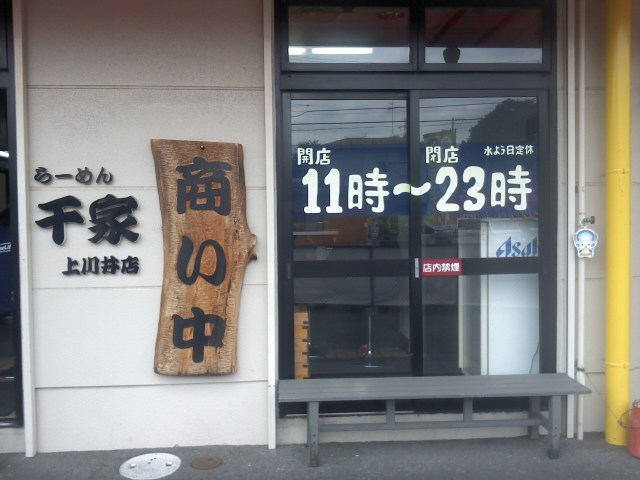 らーめん
千家
上川井店
商い中
開店
閉店
水よう日定休
11時〜23時
店内禁煙
Asahi